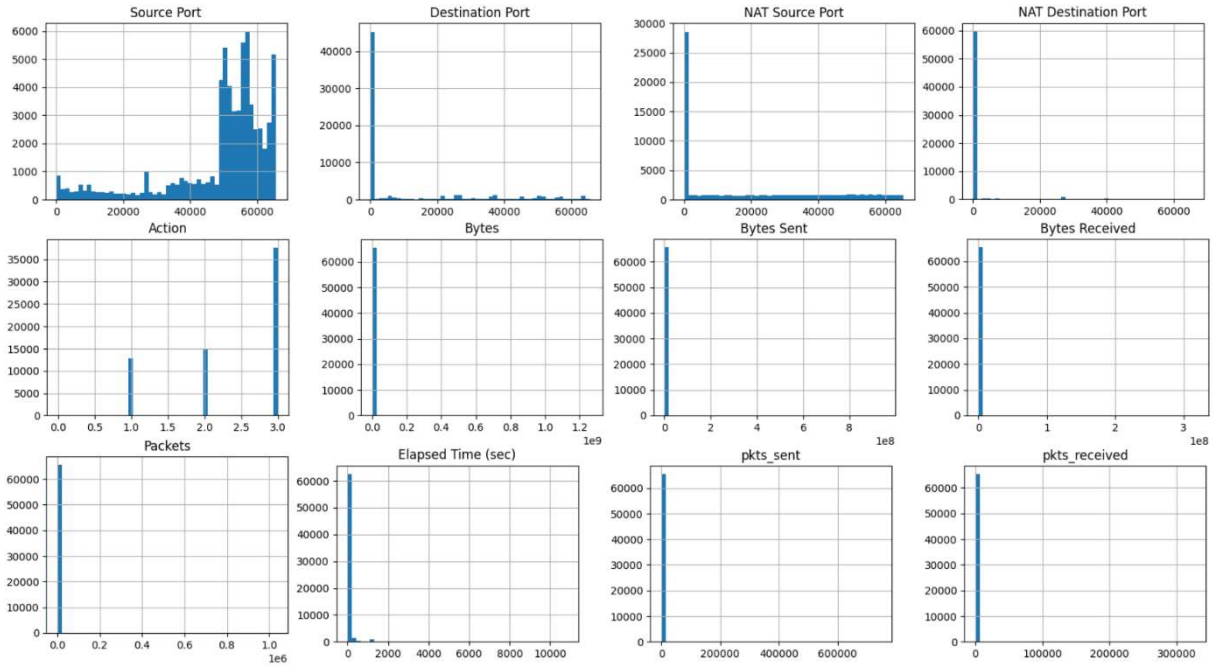 Source Port
6000
5000
4000
3000
2000
1000
0
0 20000 40000 60000
Destination Port
40000
30000
20000
10000
0
0 20000 40000 60000
NAT Source Port
30000
25000
20000
15000
10000
5000
0
0 20000 40000 60000
NAT Destination Port
60000
50000
40000
30000
20000
10000
0
0 20000 40000 60000
Action
35000
30000
25000
20000
15000
10000
5000
0
0.0 0.5 1.0 1.5 2.0 2.5 3.0
Bytes
60000
50000
40000
30000
20000
10000
0
0.0 0.2 0.4 0.6 0.8 1.0 1.2
1e9
Bytes Sent
60000
50000
40000
30000
20000
10000
0
0 2 4 6 8
1e8
Bytes Received
60000
50000
40000
30000
20000
10000
0
0 1 2 3
1e8
Packets
60000
50000
40000
30000
20000
10000
0
0.0 0.2 0.4 0.6 0.8 1.0
1e6
Elapsed Time (sec)
60000
50000
40000
30000
20000
10000
0
0 2000 4000 6000 8000 10000
pkts_sent
60000
50000
40000
30000
20000
10000
0
0 200000 400000 600000
pkts_received
60000
50000
40000
30000
20000
10000
0
0 100000 200000 300000